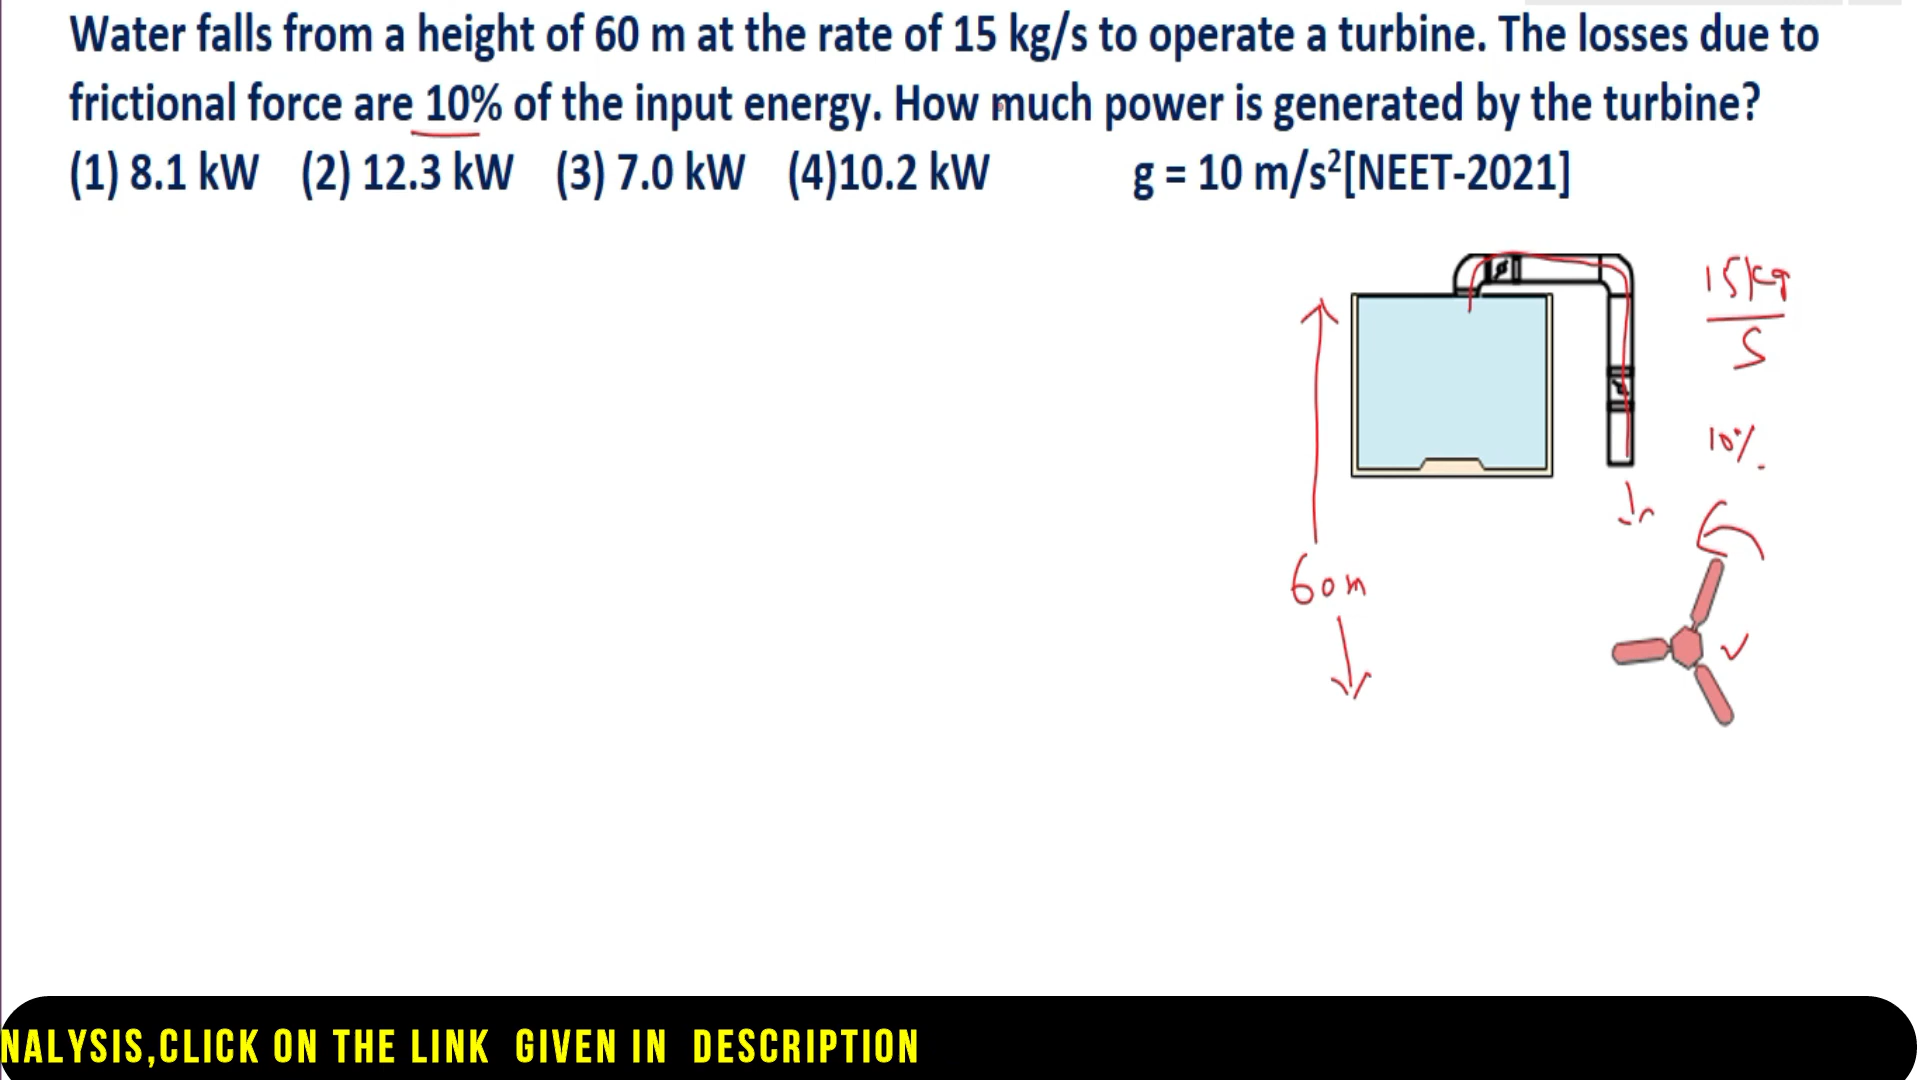 Water falls from a height of 60 m at the rate of 15 kg/s to operate a turbine. The losses due to
frictional force are 10% of the input energy. How much power is generated by the turbine?
(1) 8.1 kW (2) 12.3 kW (3) 7.0 kW (4)10.2 kW g = 10 m/s²[NEET-2021]
15kg
S
10%.
60m
NALYSIS,CLICK ON THE LINK GIVEN IN DESCRIPTION